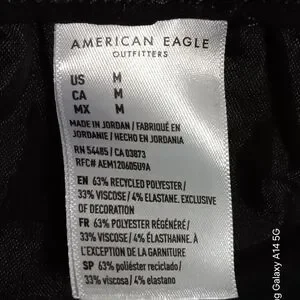 AMERICAN EAGLE
OUTFITTERS
US M
CA M
MX M
MADE IN JORDAN / FABRIQUÉ EN
JORDANIE / HECHO EN JORDANIA
RN 54485 / CA 03873
RFC# AEM120605U9A
EN 63% RECYCLED POLYESTER/
33% VISCOSE / 4% ELASTANE. EXCLUSIVE
OF DECORATION
FR 63% POLYESTER RÉGÉNÉRÉ/
33% VISCOSE / 4% ÉLASTHANNE. À
L'EXCEPTION DE LA GARNITURE
SP 63% poliéster reciclado/
33% viscosa / 4% elastano
ng Galaxy A14 5G